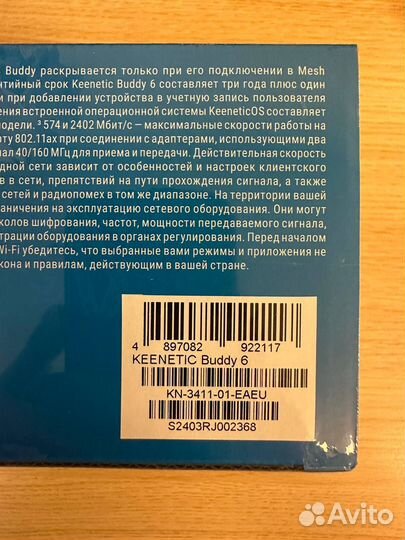 Buddy раскрывается только при его подключении в Mesh
нтийный срок Keenetic Buddy 6 составляет три года плюс один
и при добавлении устройства в учетную запись пользователя
ения встроенной операционной системы KeeneticOS составляет
модели. ³ 574 и 2402 Мбит/с — максимальные скорости работы на
рту 802.11ax при соединении с адаптерами, использующими два
нал 40/160 МГц для приема и передачи. Действительная скорость
дной сети зависит от особенностей и настроек клиентского
в в сети, препятствий на пути прохождения сигнала, а также
сетей и радиопомех в том же диапазоне. На территории вашей
граничения на эксплуатацию сетевого оборудования. Они могут
колов шифрования, частот, мощности передаваемого сигнала,
трации оборудования в органах регулирования. Перед началом
Wi-Fi убедитесь, что выбранные вами режимы и приложения не
кона и правилам, действующим в вашей стране.
4 897082 922117
KEENETIC Buddy 6
KN-3411-01-EAEU
S2403RJ002368
Avito